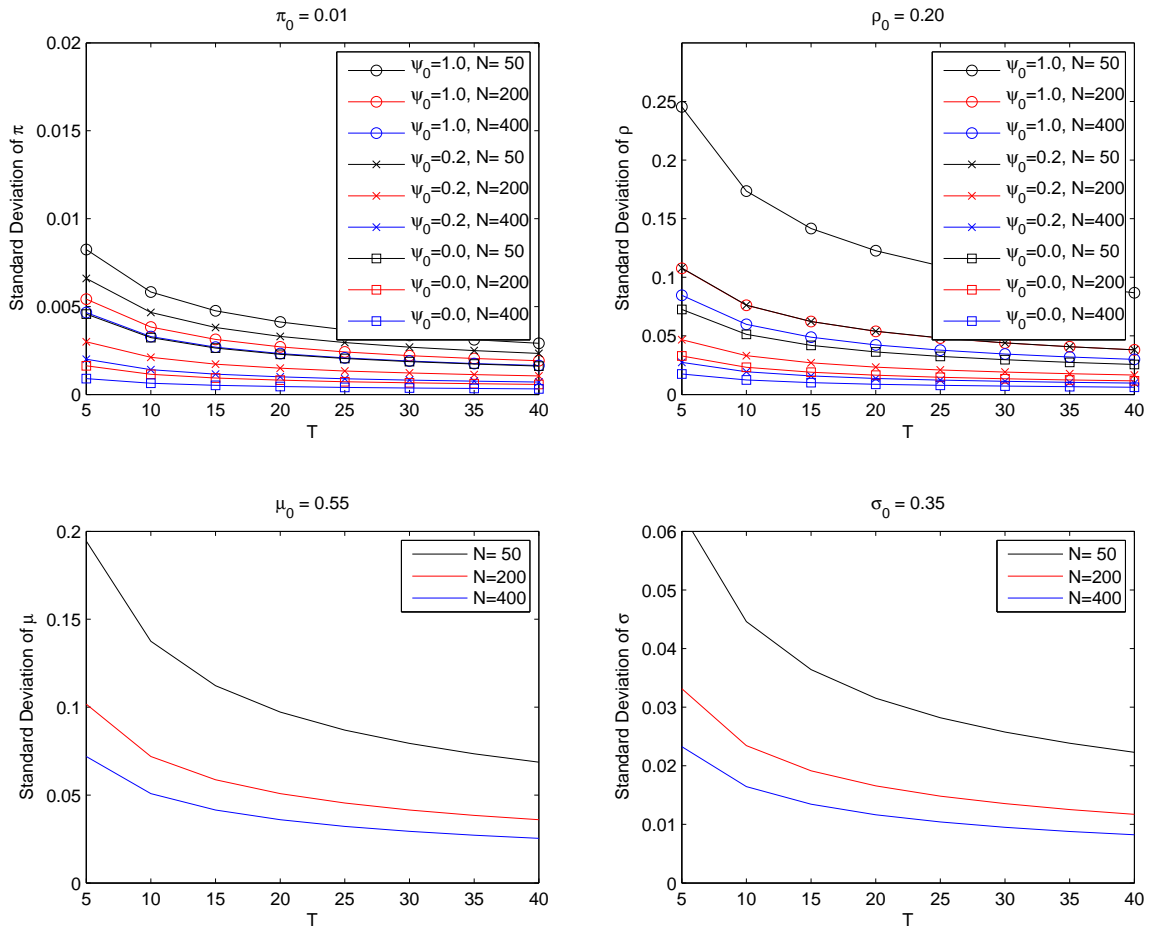 π0 = 0.01
Standard Deviation of π
0.02
0.015
0.01
0.005
0
5 10 15 20 25 30 35 40
T
ψ0=1.0, N= 50
ψ0=1.0, N=200
ψ0=1.0, N=400
ψ0=0.2, N= 50
ψ0=0.2, N=200
ψ0=0.2, N=400
ψ0=0.0, N= 50
ψ0=0.0, N=200
ψ0=0.0, N=400
ρ0 = 0.20
Standard Deviation of ρ
0.25
0.2
0.15
0.1
0.05
0
5 10 15 20 25 30 35 40
T
ψ0=1.0, N= 50
ψ0=1.0, N=200
ψ0=1.0, N=400
ψ0=0.2, N= 50
ψ0=0.2, N=200
ψ0=0.2, N=400
ψ0=0.0, N= 50
ψ0=0.0, N=200
ψ0=0.0, N=400
μ0 = 0.55
Standard Deviation of μ
0.2
0.15
0.1
0.05
0
5 10 15 20 25 30 35 40
T
N= 50
N=200
N=400
σ0 = 0.35
Standard Deviation of σ
0.06
0.05
0.04
0.03
0.02
0.01
0
5 10 15 20 25 30 35 40
T
N= 50
N=200
N=400